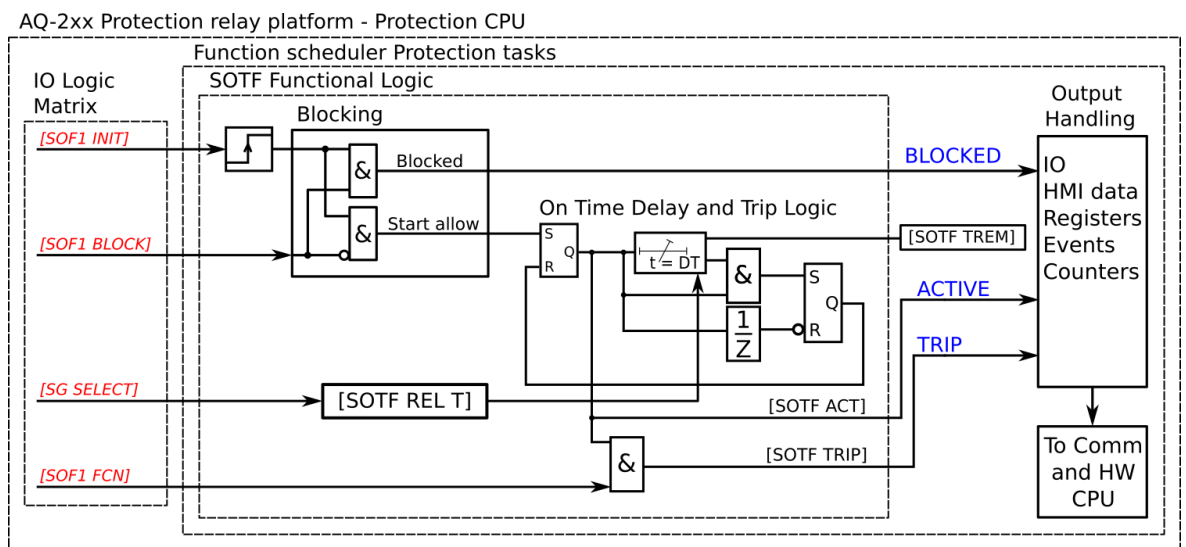 AQ-2xx Protection relay platform - Protection CPU
Function scheduler Protection tasks
IO Logic
Matrix
SOTF Functional Logic
Blocking
Output
Handling
[SOF1 INIT]
&
Blocked
BLOCKED
IO
HMI data
Registers
Events
Counters
[SOF1 BLOCK]
&
Start allow
On Time Delay and Trip Logic
S
Q
R
t = DT
[SOTF TREM]
&
S
Q
R
1
Z
ACTIVE
TRIP
[SG SELECT]
[SOTF REL T]
[SOTF ACT]
[SOF1 FCN]
&
[SOTF TRIP]
To Comm
and HW
CPU